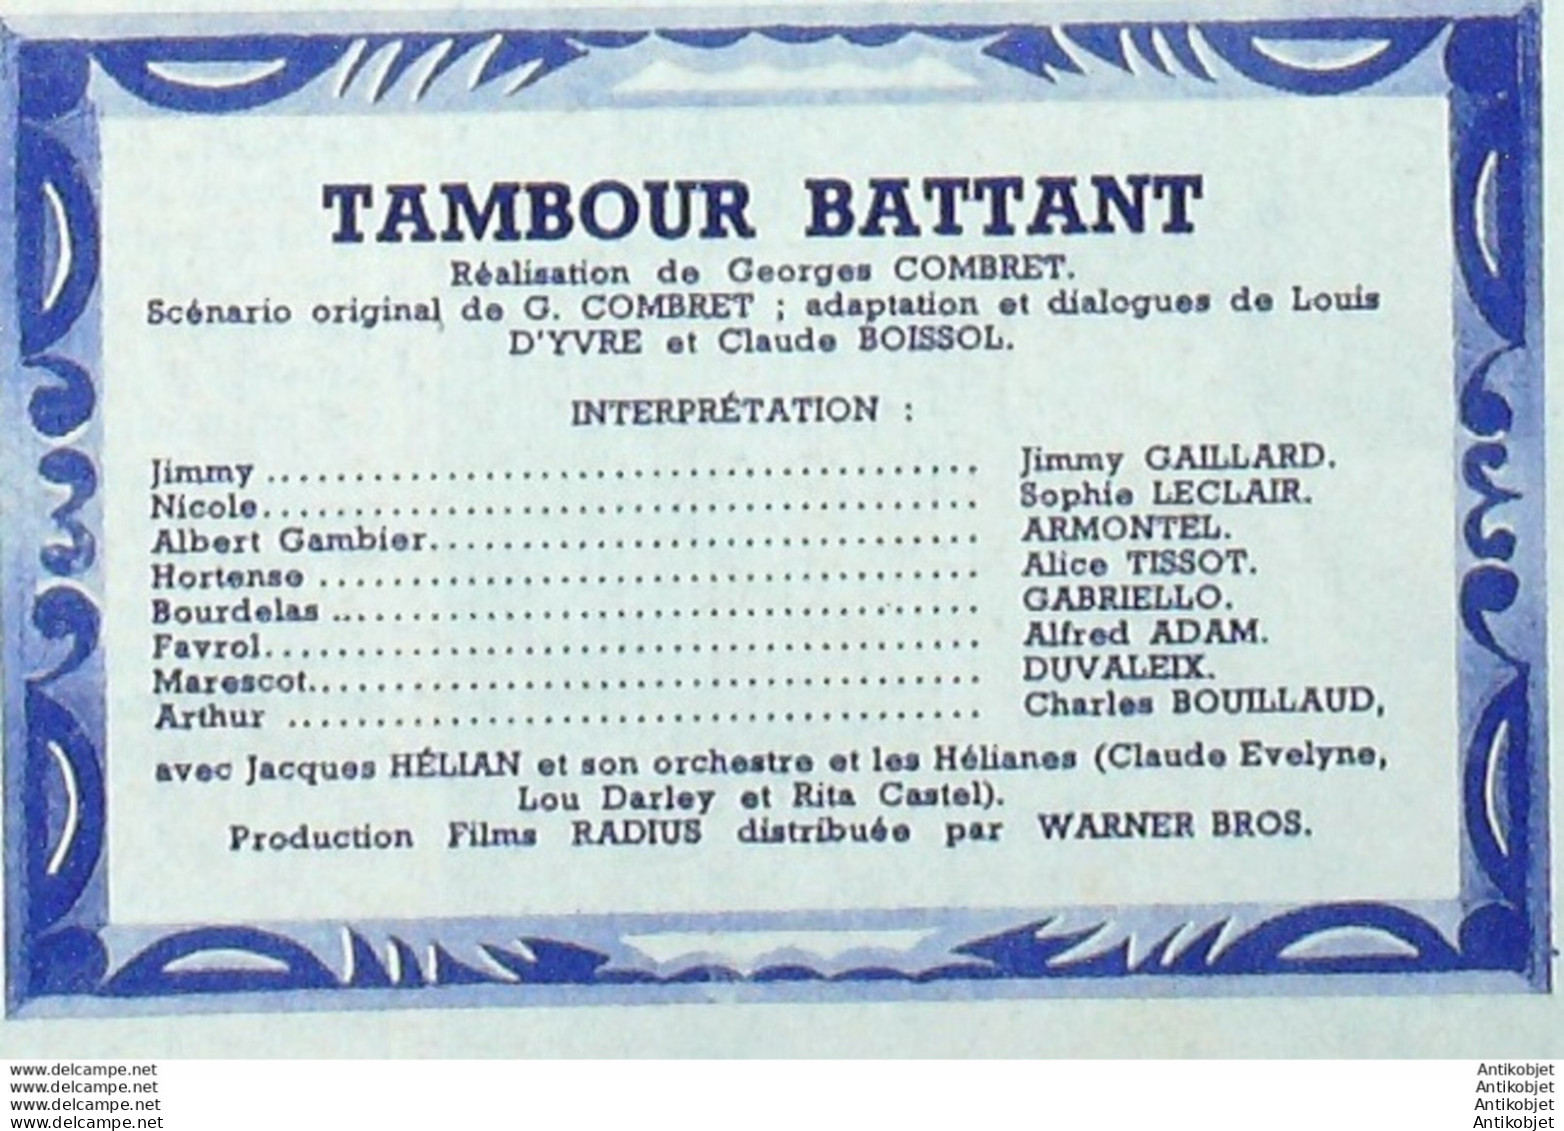 TAMBOUR BATTANT
Réalisation de Georges COMBRET.
Scénario original de G. COMBRET ; adaptation et dialogues de Louis
D'YVRE et Claude BOISSOL.
INTERPRÉTATION :
Jimmy ........................................ Jimmy GAILLARD.
Nicole........................................ Sophie LECLAIR.
Albert Gambier............................... ARMONTEL.
Hortense ..................................... Alice TISSOT.
Bourdelas .................................... GABRIELLO.
Favrol........................................ Alfred ADAM.
Marescot...................................... DUVALEIX.
Arthur ....................................... Charles BOUILLAUD,
avec Jacques HÉLIAN et son orchestre et les Hélianes (Claude Evelyne,
Lou Darley et Rita Castel).
Production Films RADIUS distribuée par WARNER BROS.
www.delcampe.net Antikobjet
www.delcampe.net Antikobjet
www.delcampe.net Antikobjet
www.delcampe.net Antikobjet